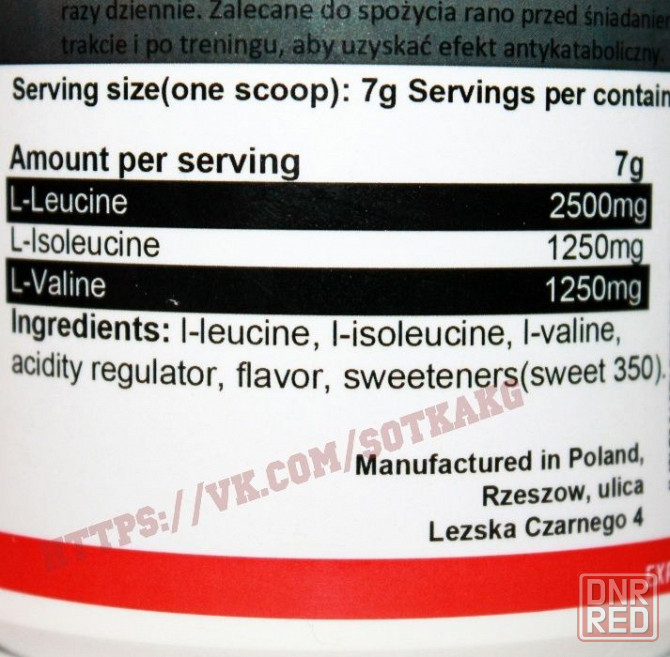 razy dziennie. Zalecane do spożycia rano przed śniadanie
trakcie i po treningu, aby uzyskać efekt antykataboliczny.
Serving size(one scoop): 7g Servings per contain
Amount per serving 7g
L-Leucine 2500mg
L-Isoleucine 1250mg
L-Valine 1250mg
Ingredients: l-leucine, l-isoleucine, l-valine,
acidity regulator, flavor, sweeteners(sweet 350).
HTTPS://VK.COM/SOTKAKG
Manufactured in Poland,
Rzeszow, ulica
Lezska Czarnego 4
DNR
RED